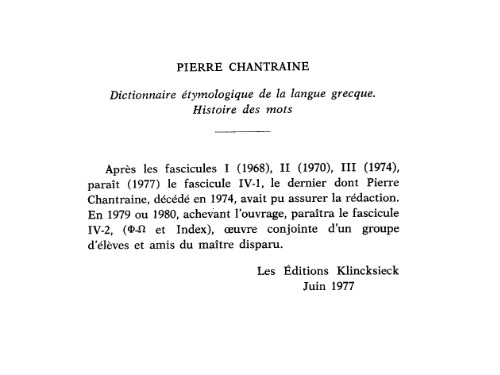 PIERRE CHANTRAINE
Dictionnaire étymologique de la langue grecque.
Histoire des mots
Après les fascicules I (1968), II (1970), III (1974),
paraît (1977) le fascicule IV-1, le dernier dont Pierre
Chantraine, décédé en 1974, avait pu assurer la rédaction.
En 1979 ou 1980, achevant l'ouvrage, paraîtra le fascicule
IV-2, (Φ-Ω et Index), œuvre conjointe d'un groupe
d'élèves et amis du maître disparu.
Les Éditions Klincksieck
Juin 1977